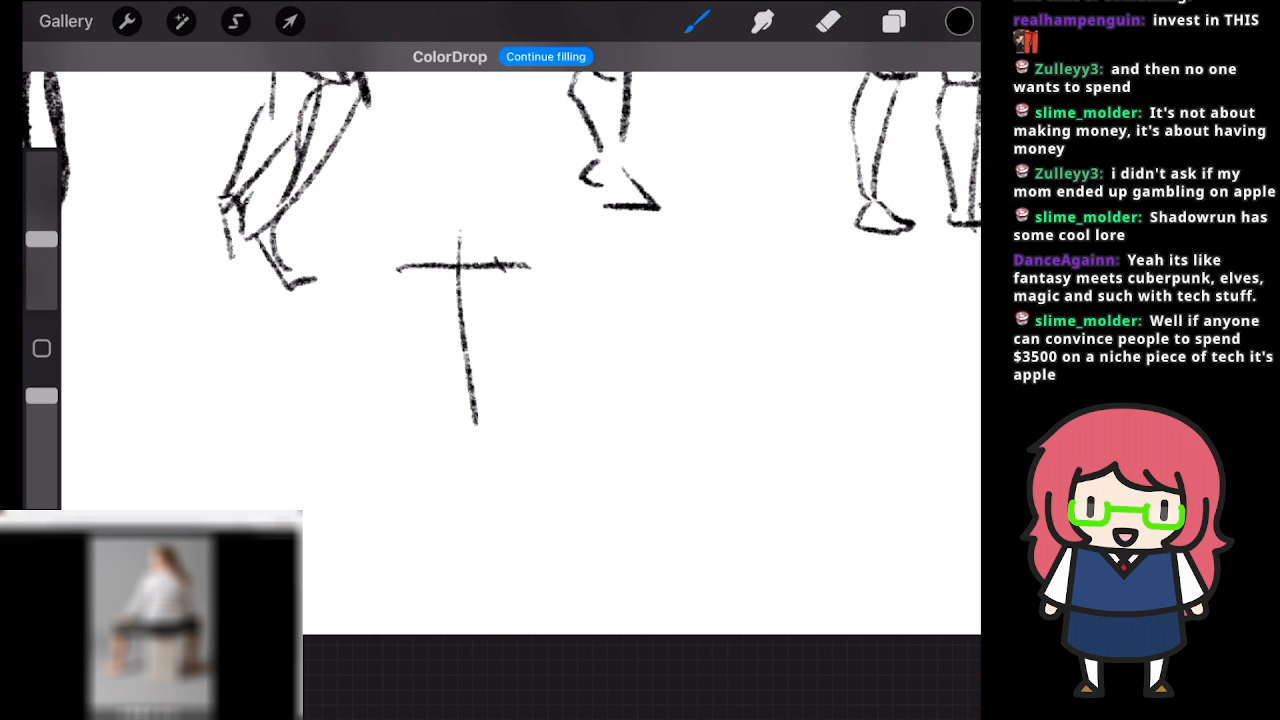 Gallery
ColorDrop Continue filling
realhampenguin: invest in THIS
Zulleyy3: and then no one
wants to spend
slime_molder: It's not about
making money, it's about having
money
Zulleyy3: i didn't ask if my
mom ended up gambling on apple
slime_molder: Shadowrun has
some cool lore
DanceAgainn: Yeah its like
fantasy meets cuberpunk, elves,
magic and such with tech stuff.
slime_molder: Well if anyone
can convince people to spend
$3500 on a niche piece of tech it's
apple